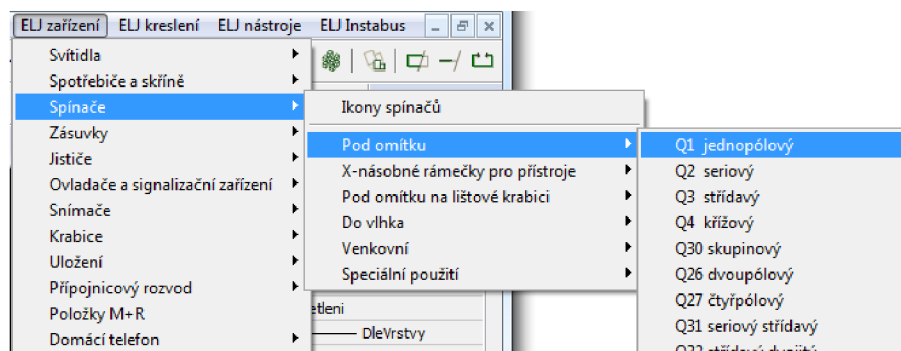 ELJ zařízení ELJ kreslení ELJ nástroje ELJ Instabus
Svítidla
Spotřebiče a skříně
Spínače
Zásuvky
Jističe
Ovladače a signalizační zařízení
Snímače
Krabice
Uložení
Přípojnicový rozvod
Položky M+R
Domácí telefon
Ikony spínačů
Pod omítku
X-násobné rámečky pro přístroje
Pod omítku na lištové krabici
Do vlhka
Venkovní
Speciální použití
etleni
DleVrstvy
Q1 jednopólový
Q2 seriový
Q3 střídavý
Q4 křížový
Q30 skupinový
Q26 dvoupólový
Q27 čtyřpólový
Q31 seriový střídavý